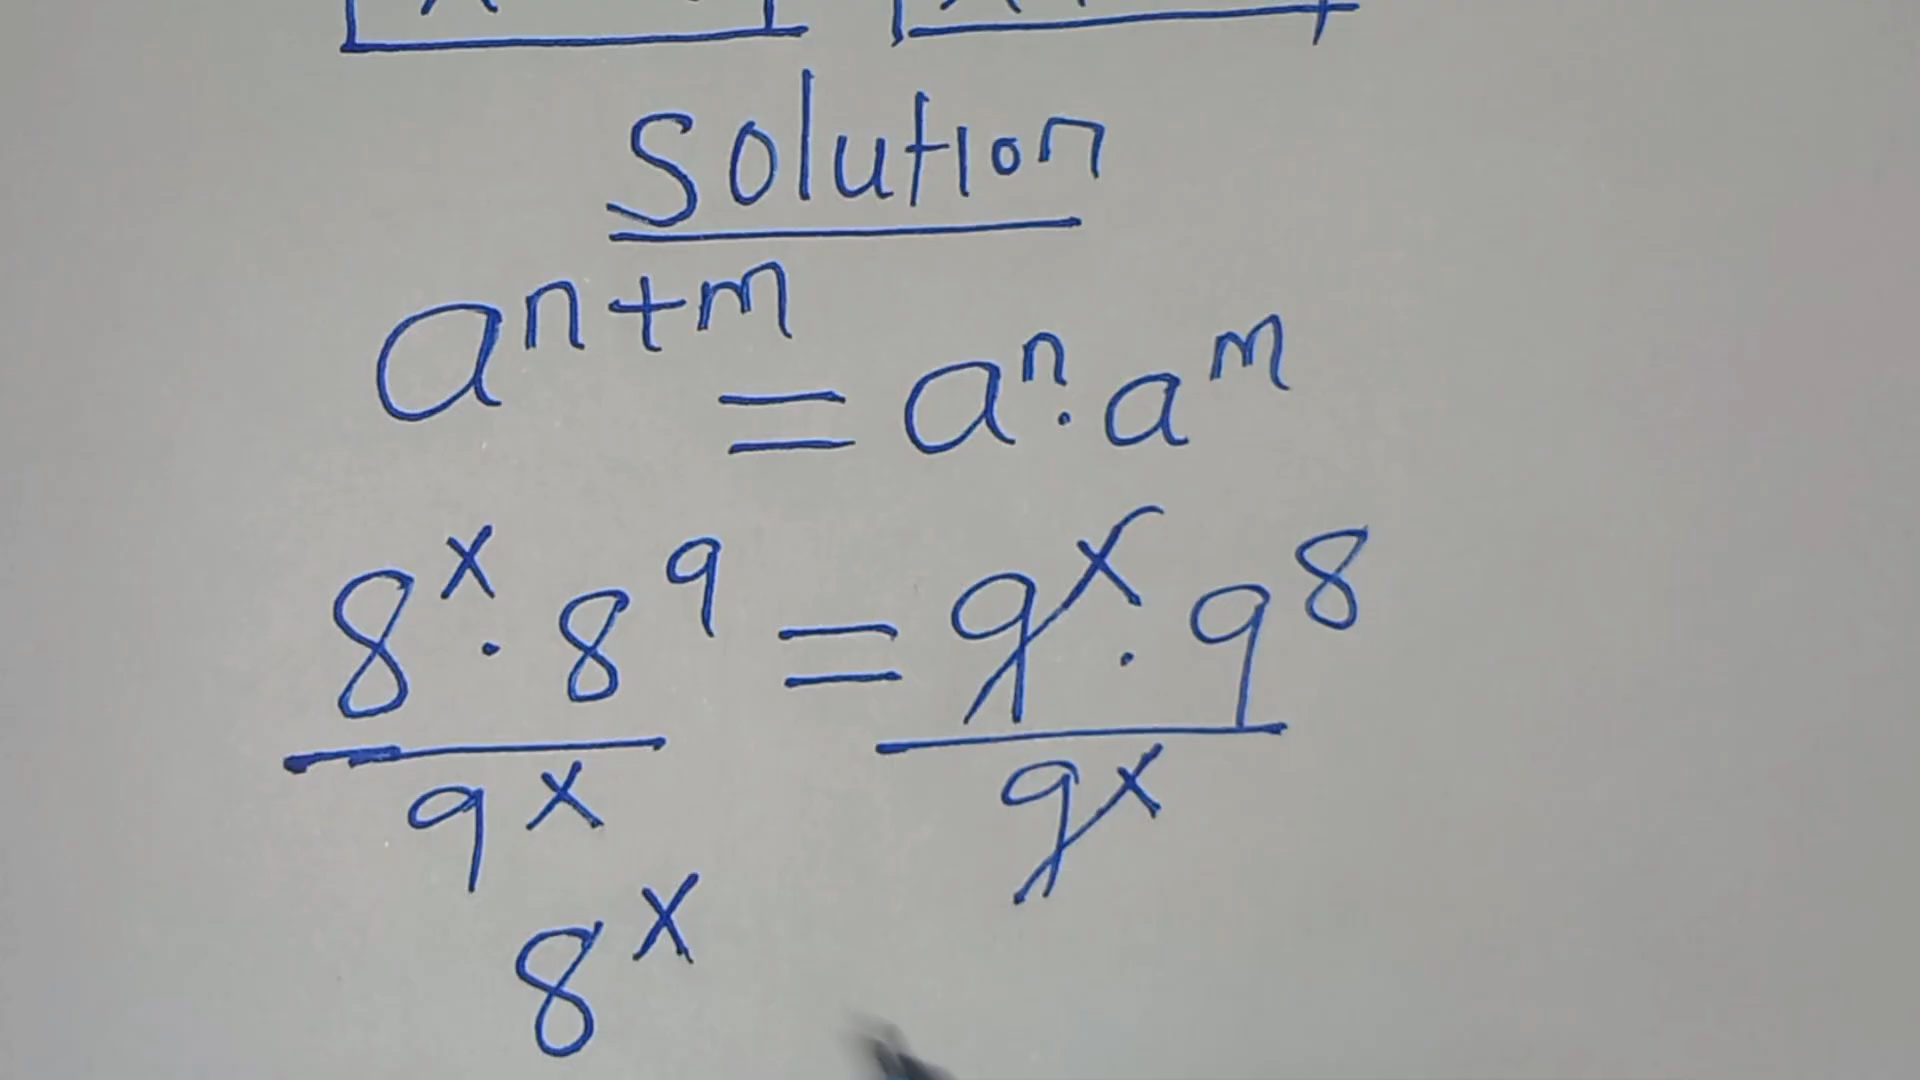 Solution
a^{n+m} = a^n · a^m
8^x · 8^9 = 9^x · 9^8
9^x 9^x
8^x